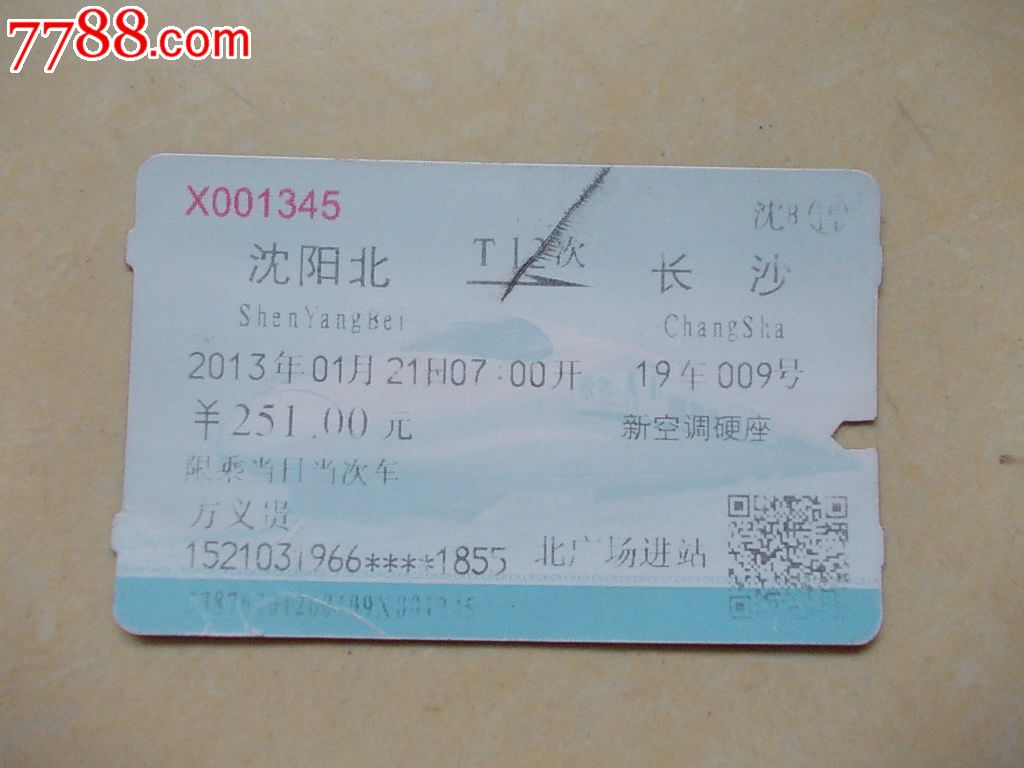 7788.com
X001345
沈B
沈阳北 T12次 长沙
ShenYangBei ChangSha
2013年01月21日07:00开 19车009号
￥251.00元 新空调硬座
限乘当日当次车
方义贵
1521031966****1855 北广场进站